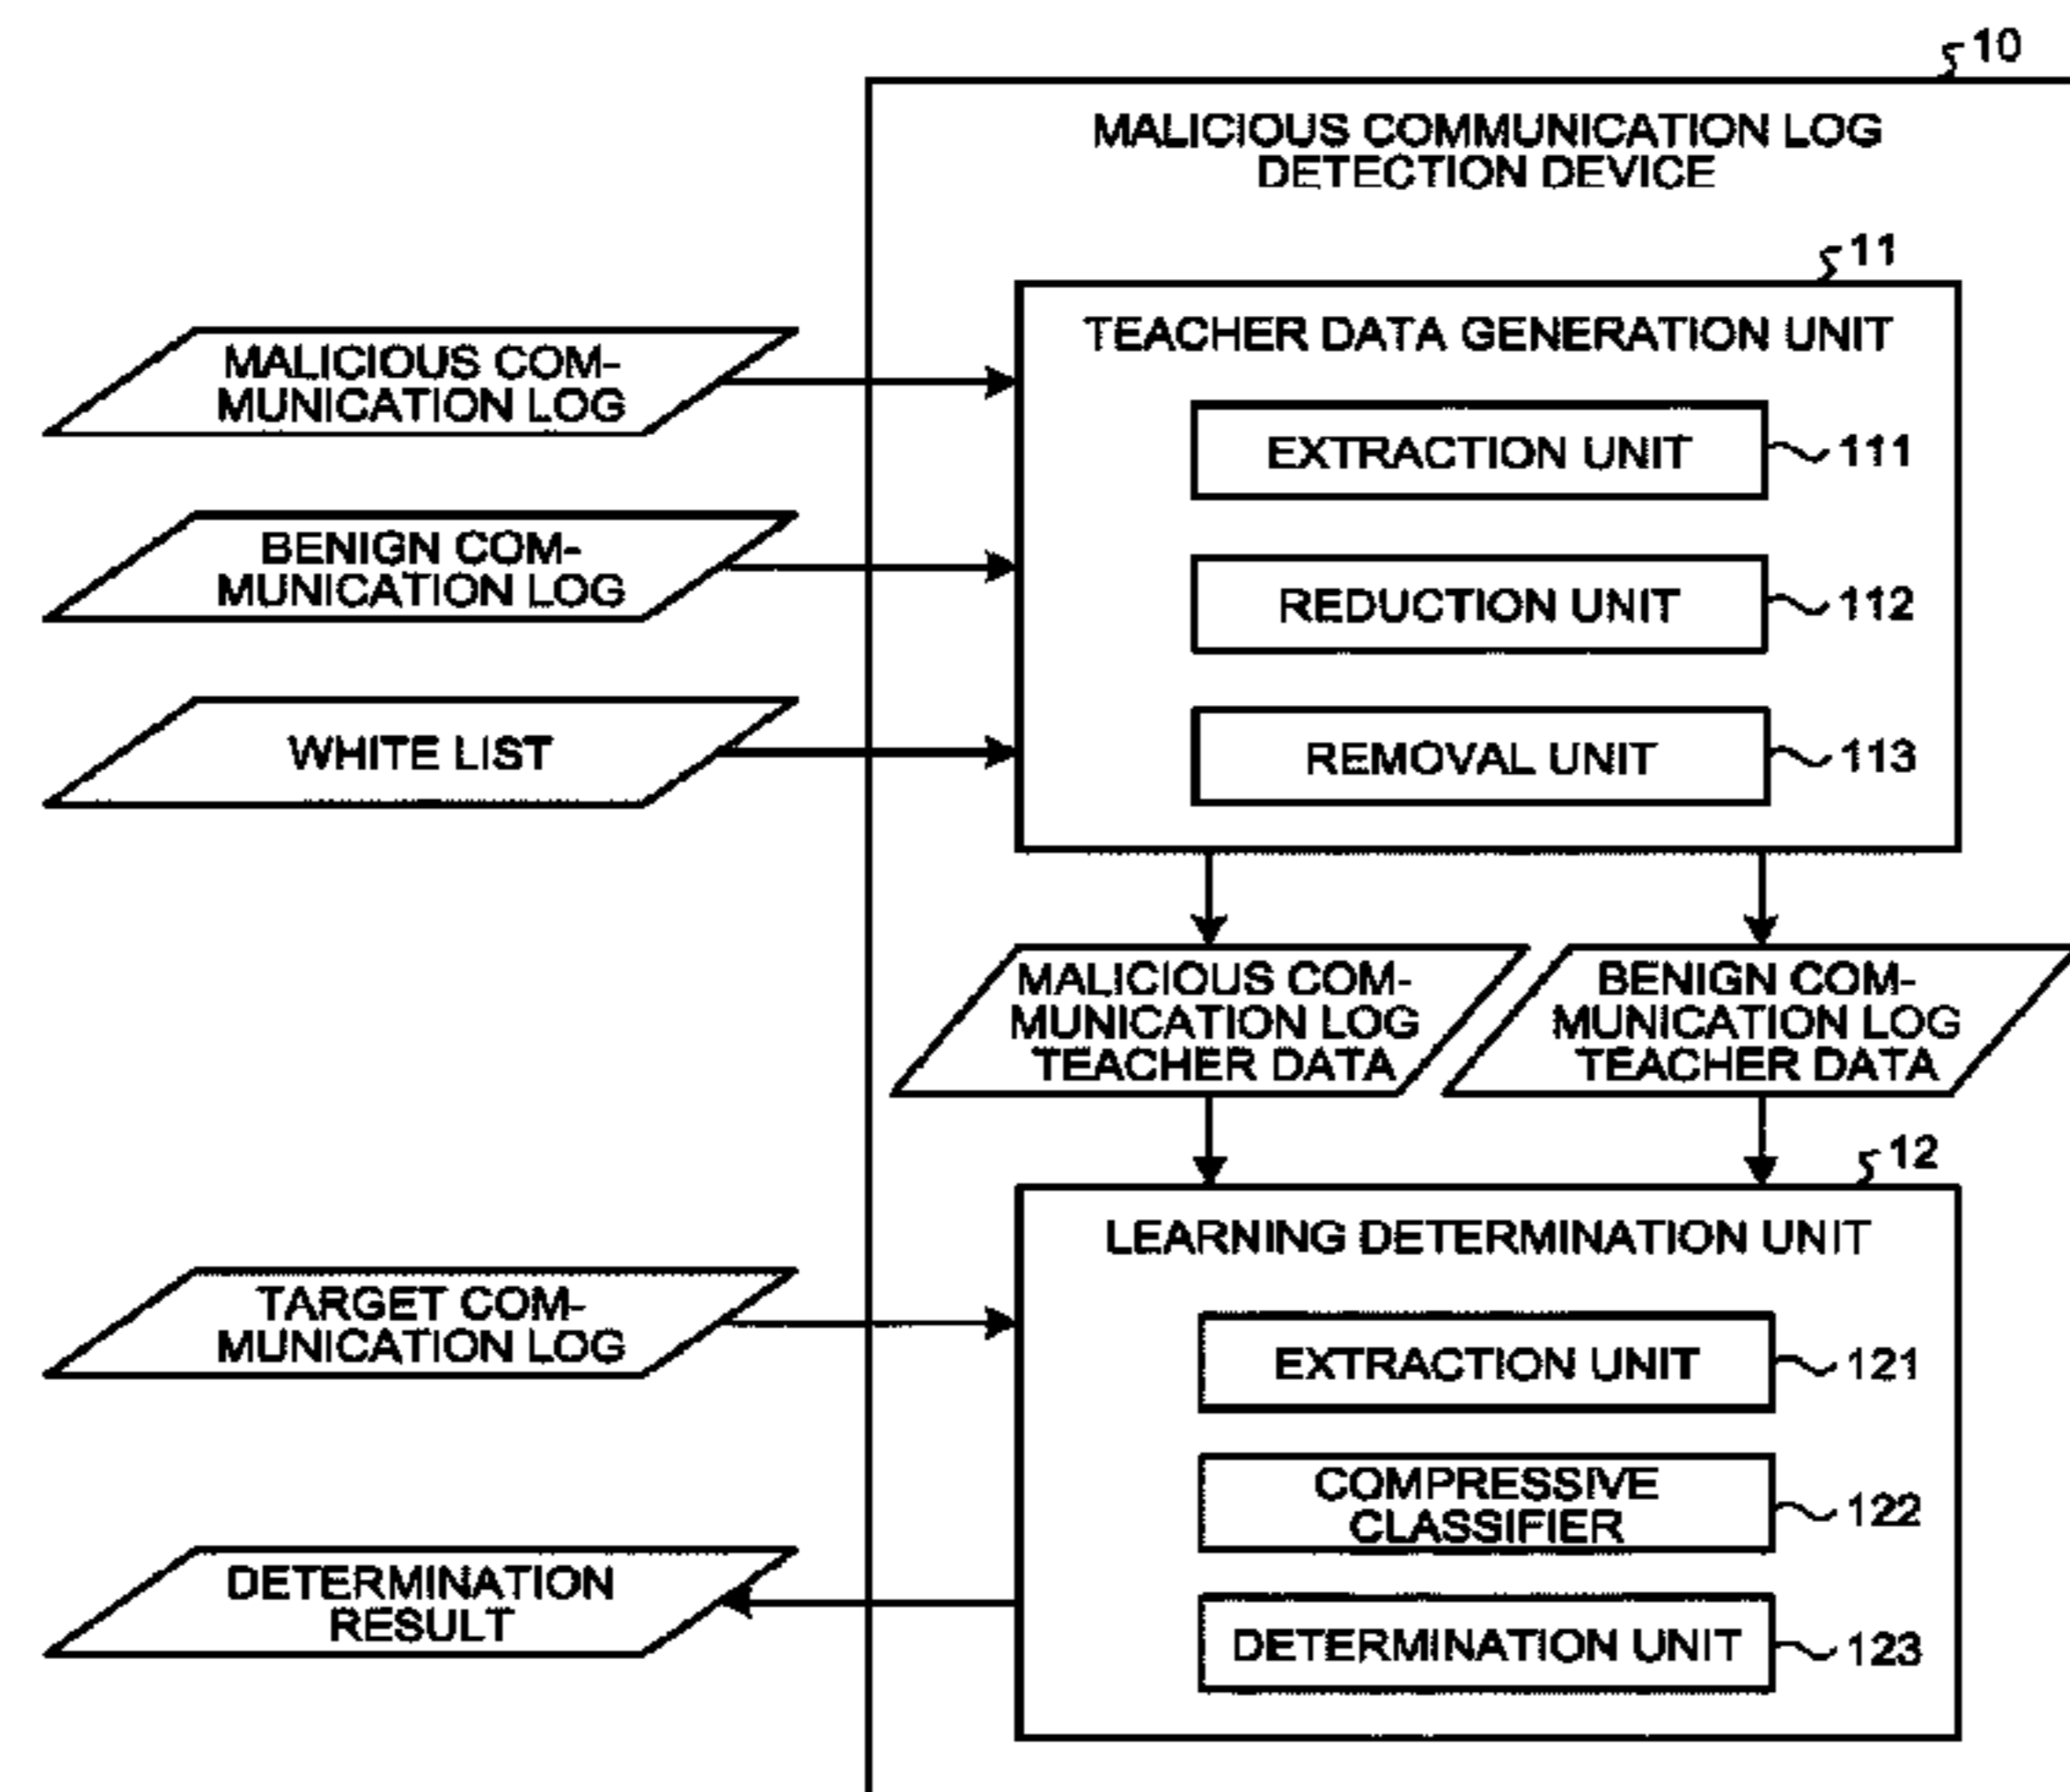 10
MALICIOUS COMMUNICATION LOG
DETECTION DEVICE
11
TEACHER DATA GENERATION UNIT
MALICIOUS COM-
MUNICATION LOG
EXTRACTION UNIT
111
BENIGN COM-
MUNICATION LOG
REDUCTION UNIT
112
WHITE LIST
REMOVAL UNIT
113
MALICIOUS COM-
MUNICATION LOG
TEACHER DATA
BENIGN COM-
MUNICATION LOG
TEACHER DATA
12
LEARNING DETERMINATION UNIT
TARGET COM-
MUNICATION LOG
EXTRACTION UNIT
121
COMPRESSIVE
CLASSIFIER
122
DETERMINATION
RESULT
DETERMINATION UNIT
123